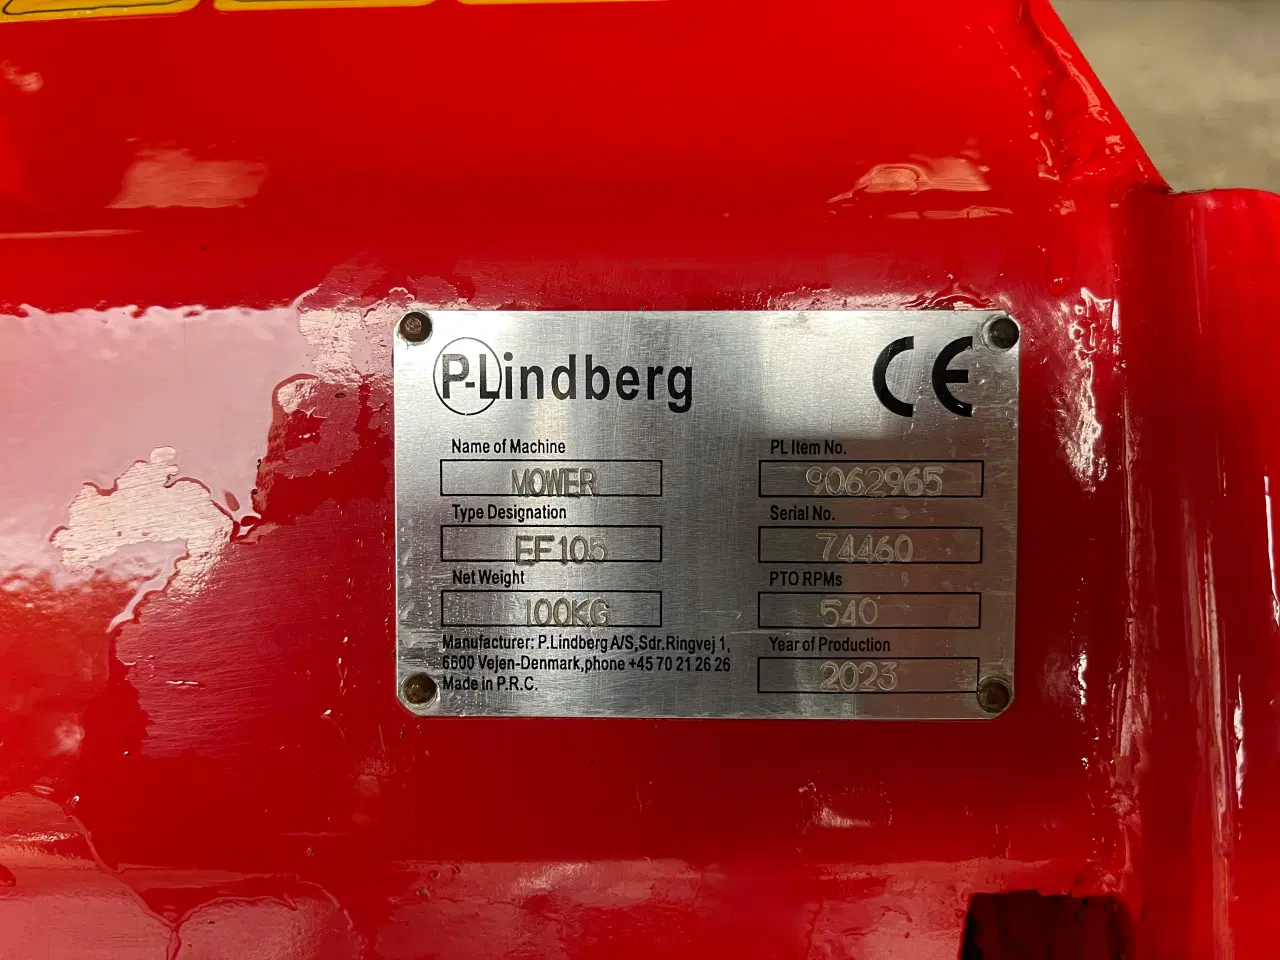 P-Lindberg
CE
Name of Machine
MOWER
PL Item No.
9062965
Type Designation
EF105
Serial No.
74460
Net Weight
100KG
PTO RPMs
540
Manufacturer: P.Lindberg A/S,Sdr.Ringvej 1,
6600 Vejen-Denmark,phone +45 70 21 26 26
Made in P.R.C.
Year of Production
2023